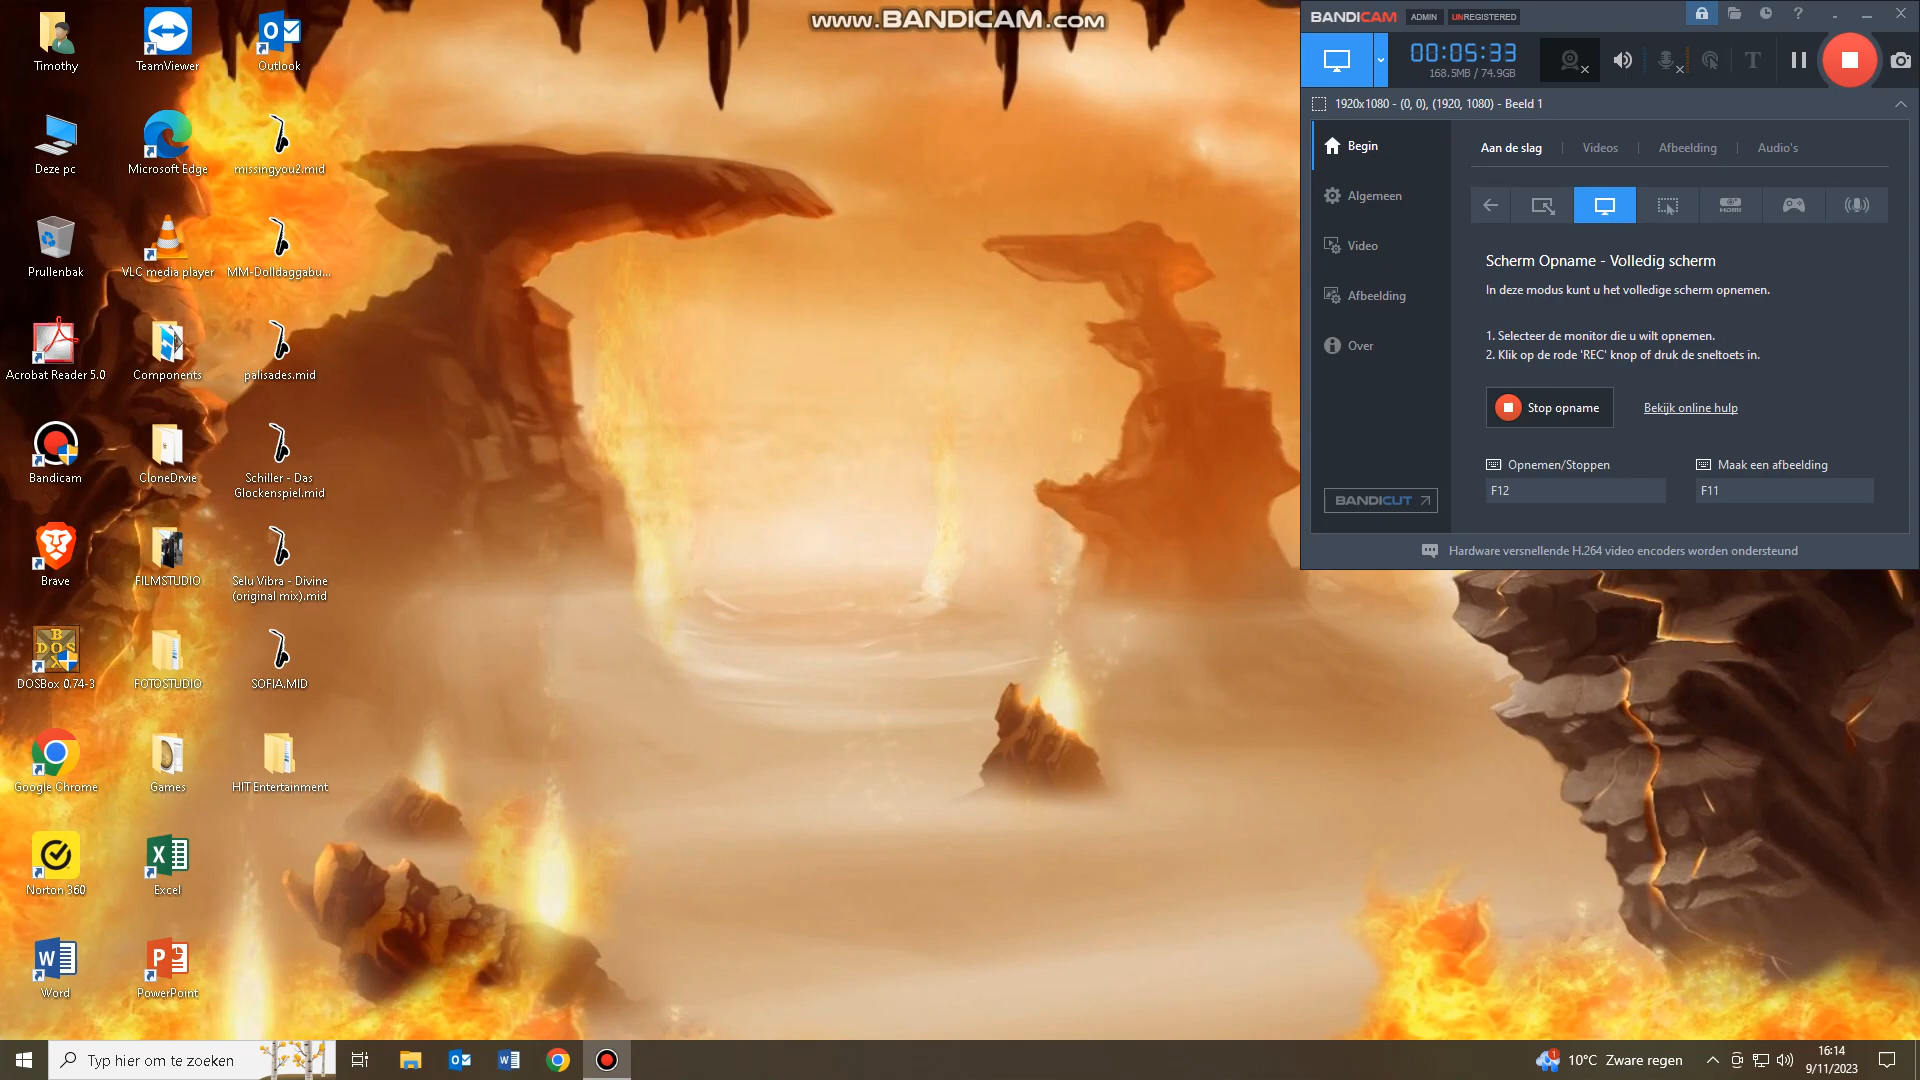 www.BANDICAM.com
Timothy
TeamViewer
Outlook
Deze pc
Microsoft Edge
missingyou2.mid
Prullenbak
VLC media player
MM-Dolldaggabu...
Acrobat Reader 5.0
Components
palisades.mid
Bandicam
CloneDrvie
Schiller - Das
Glockenspiel.mid
Brave
FILMSTUDIO
Selu Vibra - Divine
(original mix).mid
DOSBox 0.74-3
FOTOSTUDIO
SOFIA.MID
Google Chrome
Games
HIT Entertainment
Norton 360
Excel
Word
PowerPoint
BANDICAM ADMIN UNREGISTERED
00:05:33
168.5MB / 74.9GB
1920x1080 - (0, 0), (1920, 1080) - Beeld 1
Begin
Algemeen
Video
Afbeelding
Over
BANDICUT
Aan de slag
Videos
Afbeelding
Audio's
HDMI
Scherm Opname - Volledig scherm
In deze modus kunt u het volledige scherm opnemen.
1. Selecteer de monitor die u wilt opnemen.
2. Klik op de rode 'REC' knop of druk de sneltoets in.
Stop opname
Bekijk online hulp
Opnemen/Stoppen
Maak een afbeelding
F12
F11
Hardware versnellende H.264 video encoders worden ondersteund
Typ hier om te zoeken
1
10°C Zware regen
16:14
9/11/2023